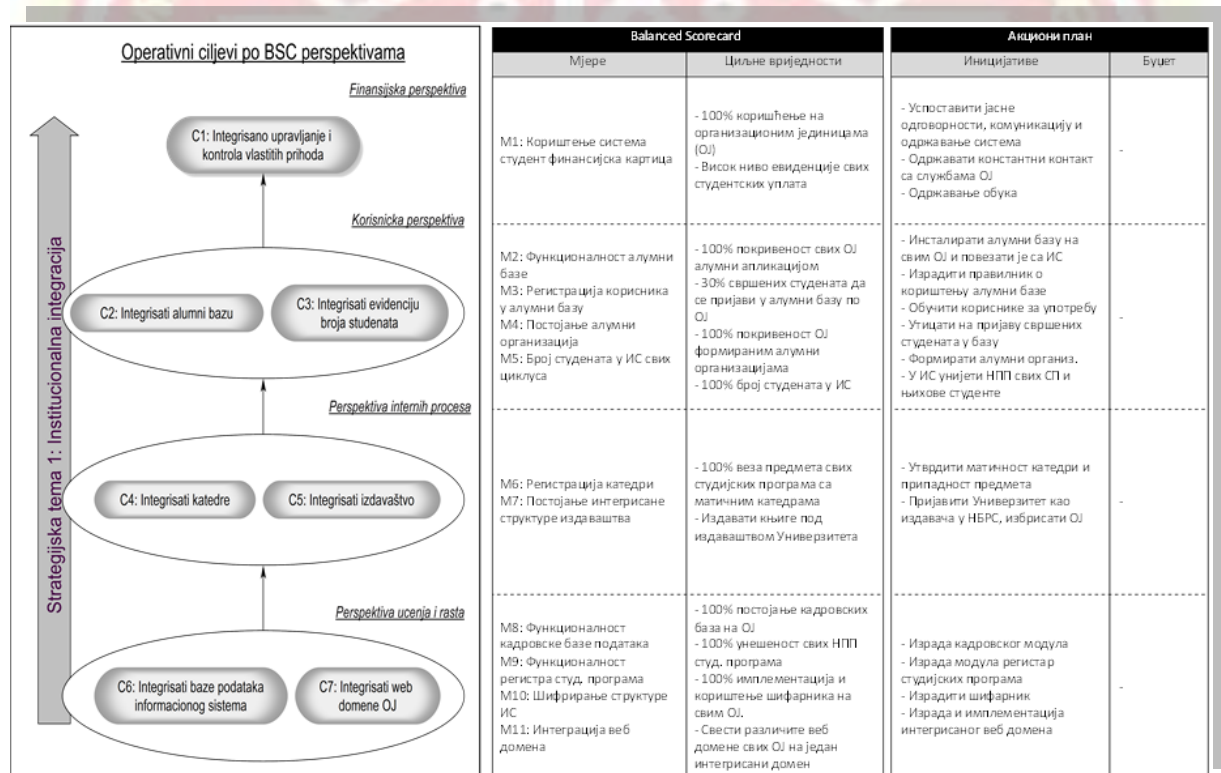 Operativni ciljevi po BSC perspektivama
Strategijska tema 1: Institucionalna integracija
Finansijska perspektiva
C1: Integrisano upravljanje i
kontrola vlastitih prihoda
Korisnicka perspektiva
C2: Integrisati alumni bazu
C3: Integrisati evidenciju
broja studenata
Perspektiva internih procesa
C4: Integrisati katedre
C5: Integrisati izdavaštvo
Perspektiva ucenja i rasta
C6: Integrisati baze podataka
informacionog sistema
C7: Integrisati web
domene OJ
Balanced Scorecard
Мјере
Циљне вриједности
М1: Кориштење система
студент финансијска картица
- 100% коришћење на
организационим јединицама
(ОЈ)
- Висок ниво евиденције свих
студентских уплата
М2: Функционалност алумни
базе
М3: Регистрација корисника
у алумни базу
М4: Постојање алумни
организација
М5: Број студената у ИС свих
циклуса
- 100% покривеност свих ОЈ
алумни апликацијом
- 30% свршених студената да
се пријави у алумни базу по
ОЈ
- 100% покривеност ОЈ
формираним алумни
организацијама
- 100% број студената у ИС
М6: Регистрација катедри
М7: Постојање интегрисане
структуре издаваштва
- 100% веза предмета свих
студијских програма са
матичним катедрама
- Издавати књиге под
издаваштвом Универзитета
М8: Функционалност
кадровске базе података
М9: Функционалност
регистра студ. програма
М10: Шифрирање структуре
ИС
М11: Интеграција веб
домена
- 100% постојање кадровских
база на ОЈ
- 100% унешеност свих НПП
студ. програма
- 100% имплементација и
кориштење шифарника на
свим ОЈ.
- Свести различите веб
домене свих ОЈ на један
интегрисани домен
Акциони план
Иницијативе
Буџет
- Успоставити јасне
одговорности, комуникацију и
одржавање система
- Одржавати константни контакт
са службама ОЈ
- Одржавање обука
-
- Инсталирати алумни базу на
свим ОЈ и повезати је са ИС
- Израдити правилник о
кориштењу алумни базе
- Обучити кориснике за употребу
- Утицати на пријаву свршених
студената у базу
- Формирати алумни организ.
- У ИС унијети НПП свих СП и
њихове студенте
-
- Утврдити матичност катедри и
припадност предмета
- Пријавити Универзитет као
издавача у НБРС, избрисати ОЈ
-
- Израда кадровског модула
- Израда модула регистар
студијских програма
- Израдити шифарник
- Израда и имплементација
интегрисаног веб домена
-